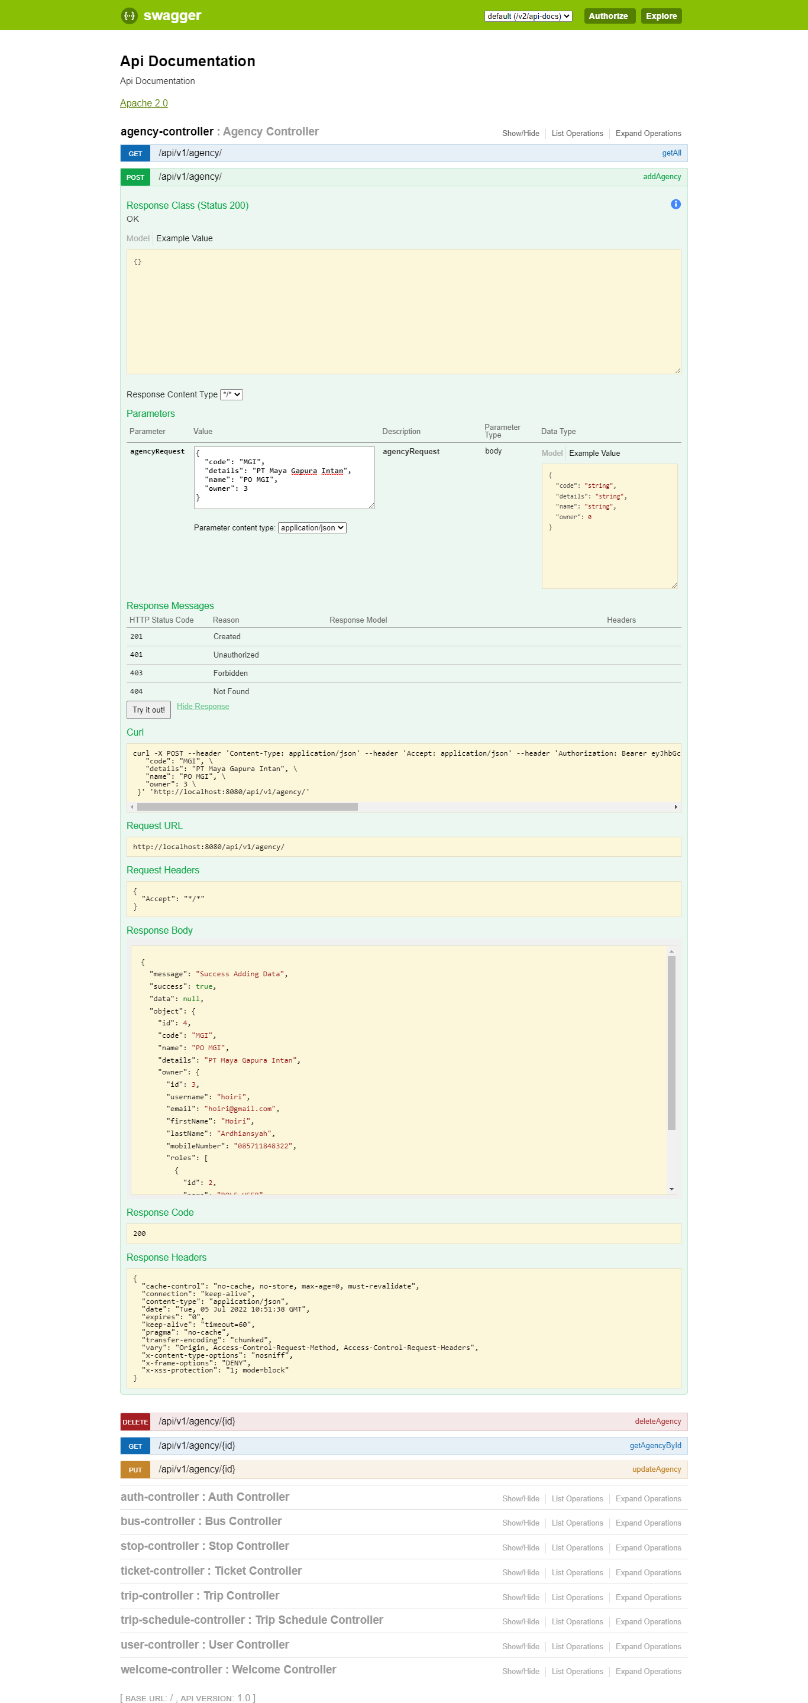 swagger
default (/v2/api-docs)
Authorize
Explore
Api Documentation
Api Documentation
Apache 2.0
agency-controller : Agency Controller
Show/Hide
List Operations
Expand Operations
GET /api/v1/agency/ getAll
POST /api/v1/agency/ addAgency
Response Class (Status 200)
OK
Model Example Value
{}
Response Content Type */*
Parameters
Parameter Value Description Parameter Type Data Type
agencyRequest
{
"code": "MGI",
"details": "PT Maya Gapura Intan",
"name": "PO MGI",
"owner": 3
}
Parameter content type: application/json
agencyRequest
body
Model Example Value
{
"code": "string",
"details": "string",
"name": "string",
"owner": 0
}
Response Messages
HTTP Status Code Reason Response Model Headers
201 Created
401 Unauthorized
403 Forbidden
404 Not Found
Try it out! Hide Response
Curl
curl -X POST --header 'Content-Type: application/json' --header 'Accept: application/json' --header 'Authorization: Bearer eyJhbGc
"code": "MGI", \
"details": "PT Maya Gapura Intan", \
"name": "PO MGI", \
"owner": 3 \
}' 'http://localhost:8080/api/v1/agency/'
Request URL
http://localhost:8080/api/v1/agency/
Request Headers
{
"Accept": "*/*"
}
Response Body
{
"message": "Success Adding Data",
"success": true,
"data": null,
"object": {
"id": 4,
"code": "MGI",
"name": "PO MGI",
"details": "PT Maya Gapura Intan",
"owner": {
"id": 3,
"username": "hoiri",
"email": "hoiri@gmail.com",
"firstName": "Hoiri",
"lastName": "Ardhiansyah",
"mobileNumber": "085711848322",
"roles": [
{
"id": 2,
Response Code
200
Response Headers
{
"cache-control": "no-cache, no-store, max-age=0, must-revalidate",
"connection": "keep-alive",
"content-type": "application/json",
"date": "Tue, 05 Jul 2022 10:51:38 GMT",
"expires": "0",
"keep-alive": "timeout=60",
"pragma": "no-cache",
"transfer-encoding": "chunked",
"vary": "Origin, Access-Control-Request-Method, Access-Control-Request-Headers",
"x-content-type-options": "nosniff",
"x-frame-options": "DENY",
"x-xss-protection": "1; mode=block"
}
DELETE /api/v1/agency/{id} deleteAgency
GET /api/v1/agency/{id} getAgencyById
PUT /api/v1/agency/{id} updateAgency
auth-controller : Auth Controller Show/Hide List Operations Expand Operations
bus-controller : Bus Controller Show/Hide List Operations Expand Operations
stop-controller : Stop Controller Show/Hide List Operations Expand Operations
ticket-controller : Ticket Controller Show/Hide List Operations Expand Operations
trip-controller : Trip Controller Show/Hide List Operations Expand Operations
trip-schedule-controller : Trip Schedule Controller Show/Hide List Operations Expand Operations
user-controller : User Controller Show/Hide List Operations Expand Operations
welcome-controller : Welcome Controller Show/Hide List Operations Expand Operations
[ BASE URL: / , API VERSION: 1.0 ]